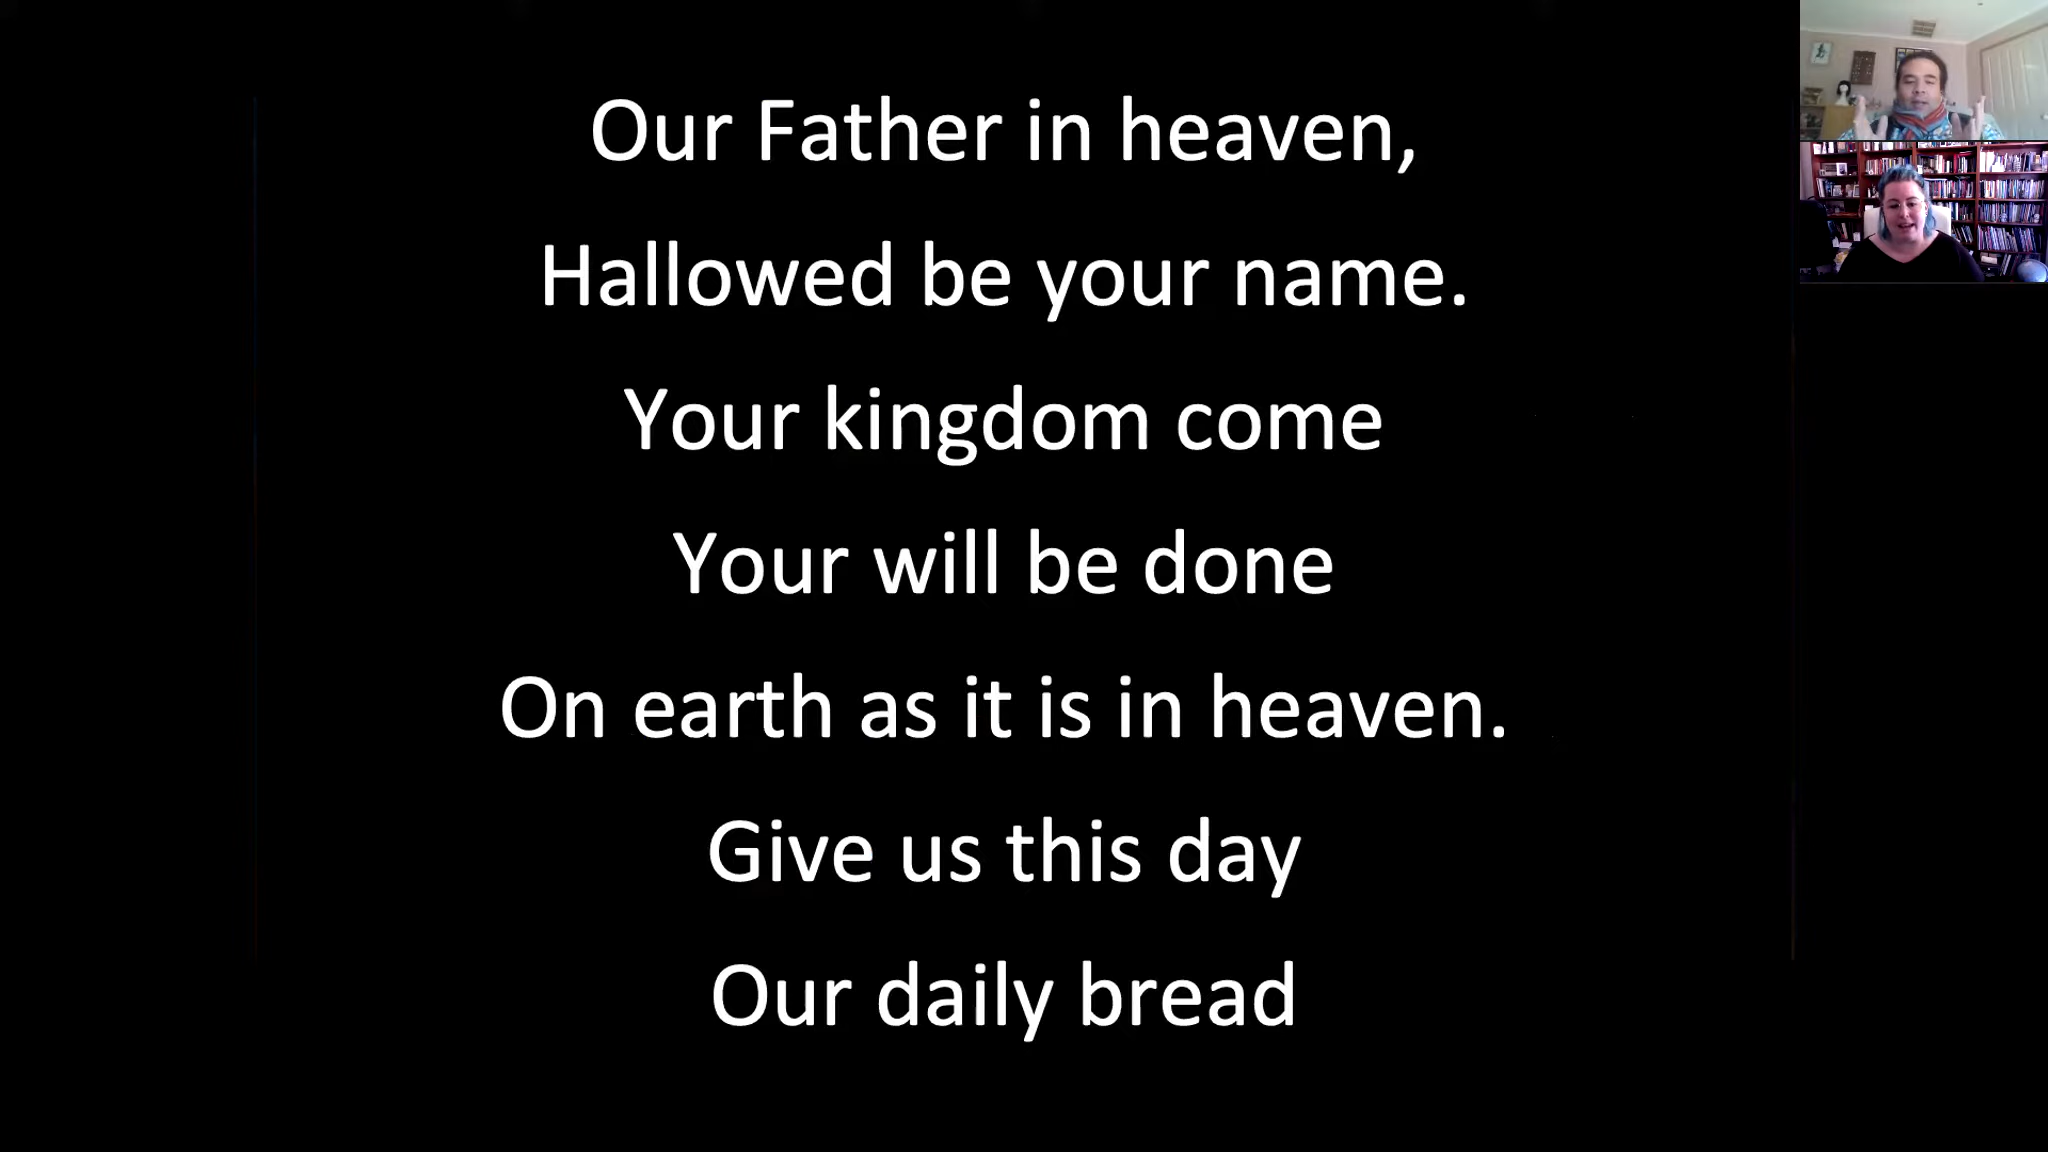 Our Father in heaven,
Hallowed be your name.
Your kingdom come
Your will be done
On earth as it is in heaven.
Give us this day
Our daily bread